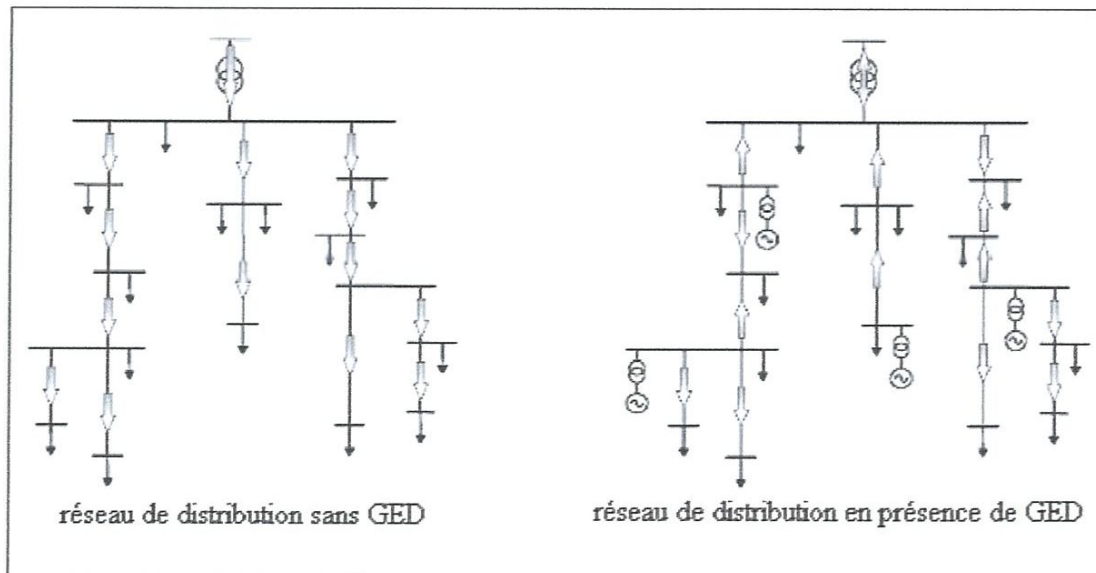 réseau de distribution sans GED
réseau de distribution en présence de GED